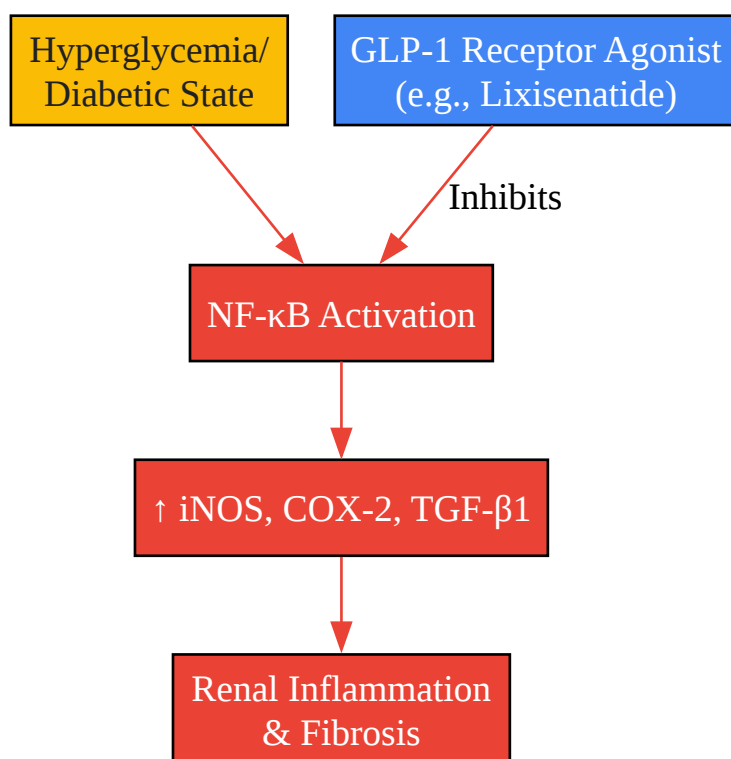 Hyperglycemia/
Diabetic State
GLP-1 Receptor Agonist
(e.g., Lixisenatide)
Inhibits
NF-κB Activation
↑ iNOS, COX-2, TGF-β1
Renal Inflammation
& Fibrosis